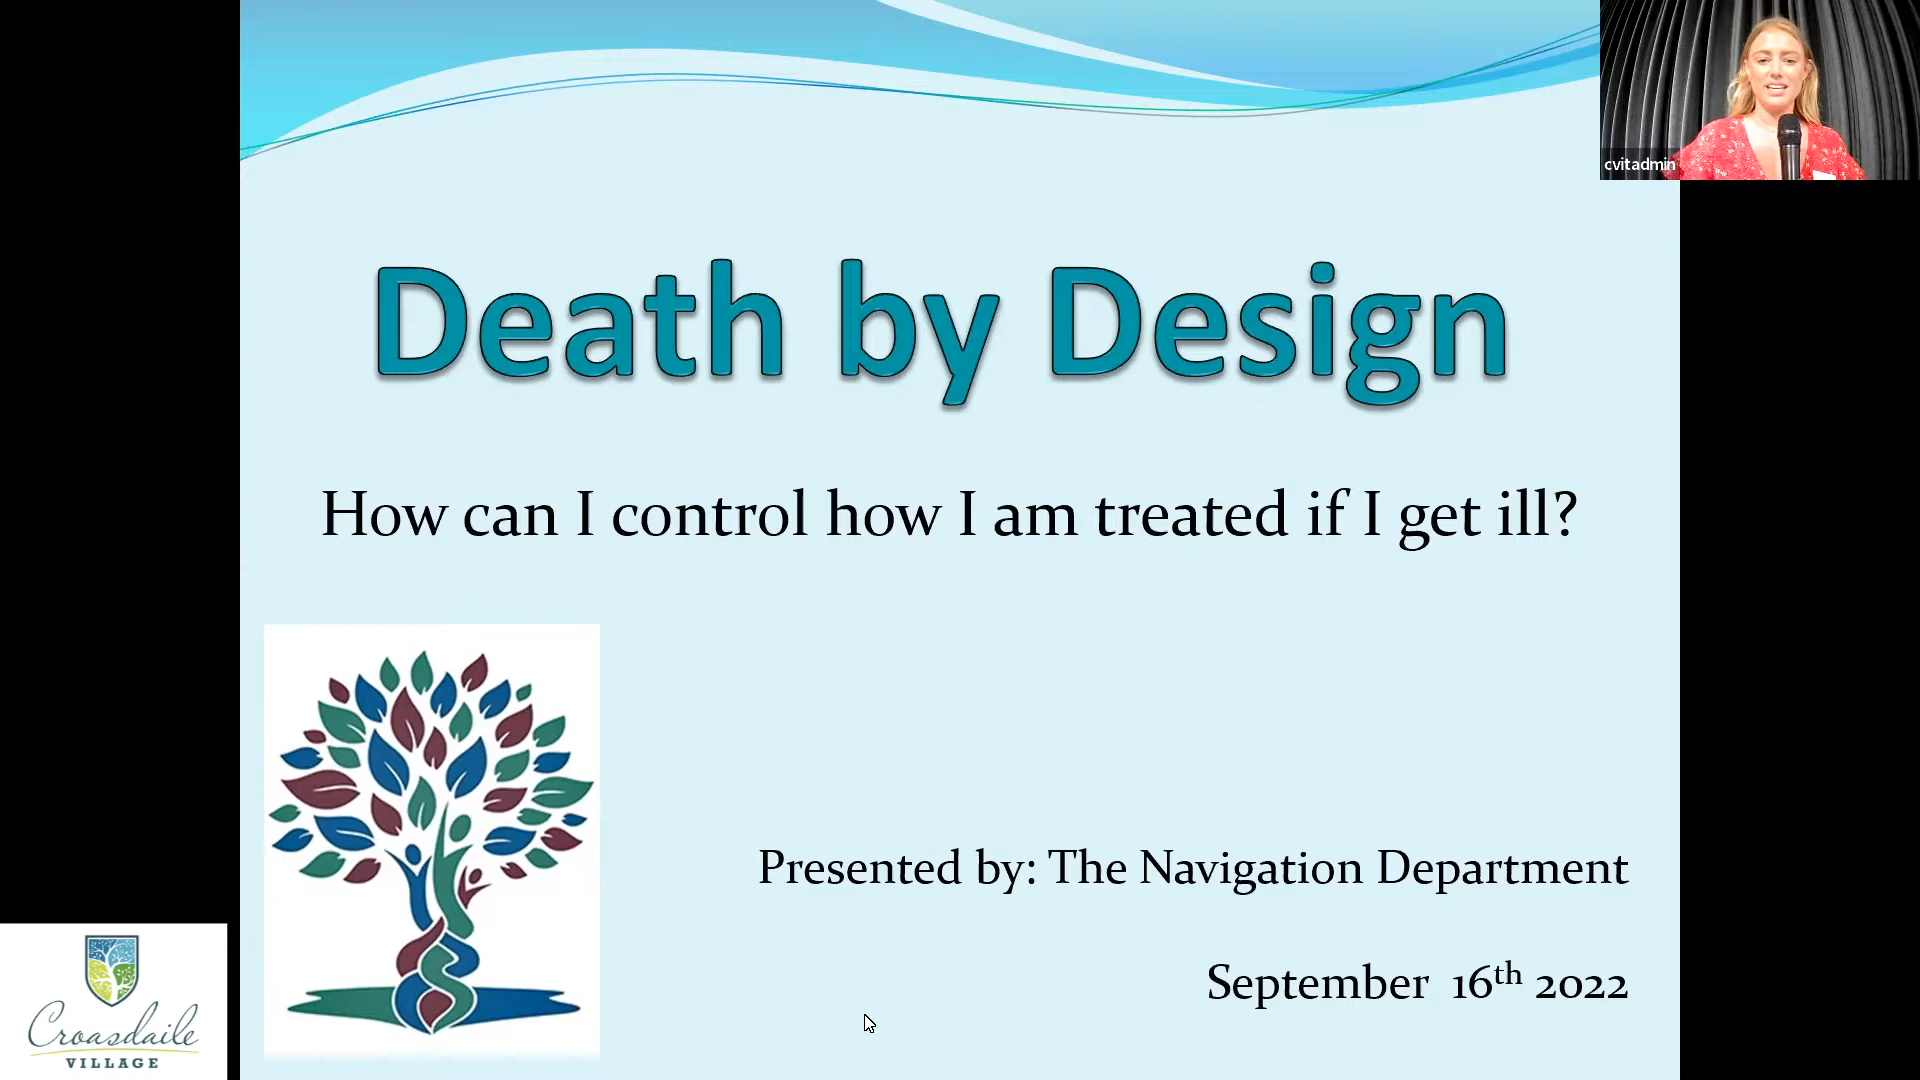 cvitadmin
Death by Design
How can I control how I am treated if I get ill?
Presented by: The Navigation Department
September 16th 2022
Croasdaile
VILLAGE